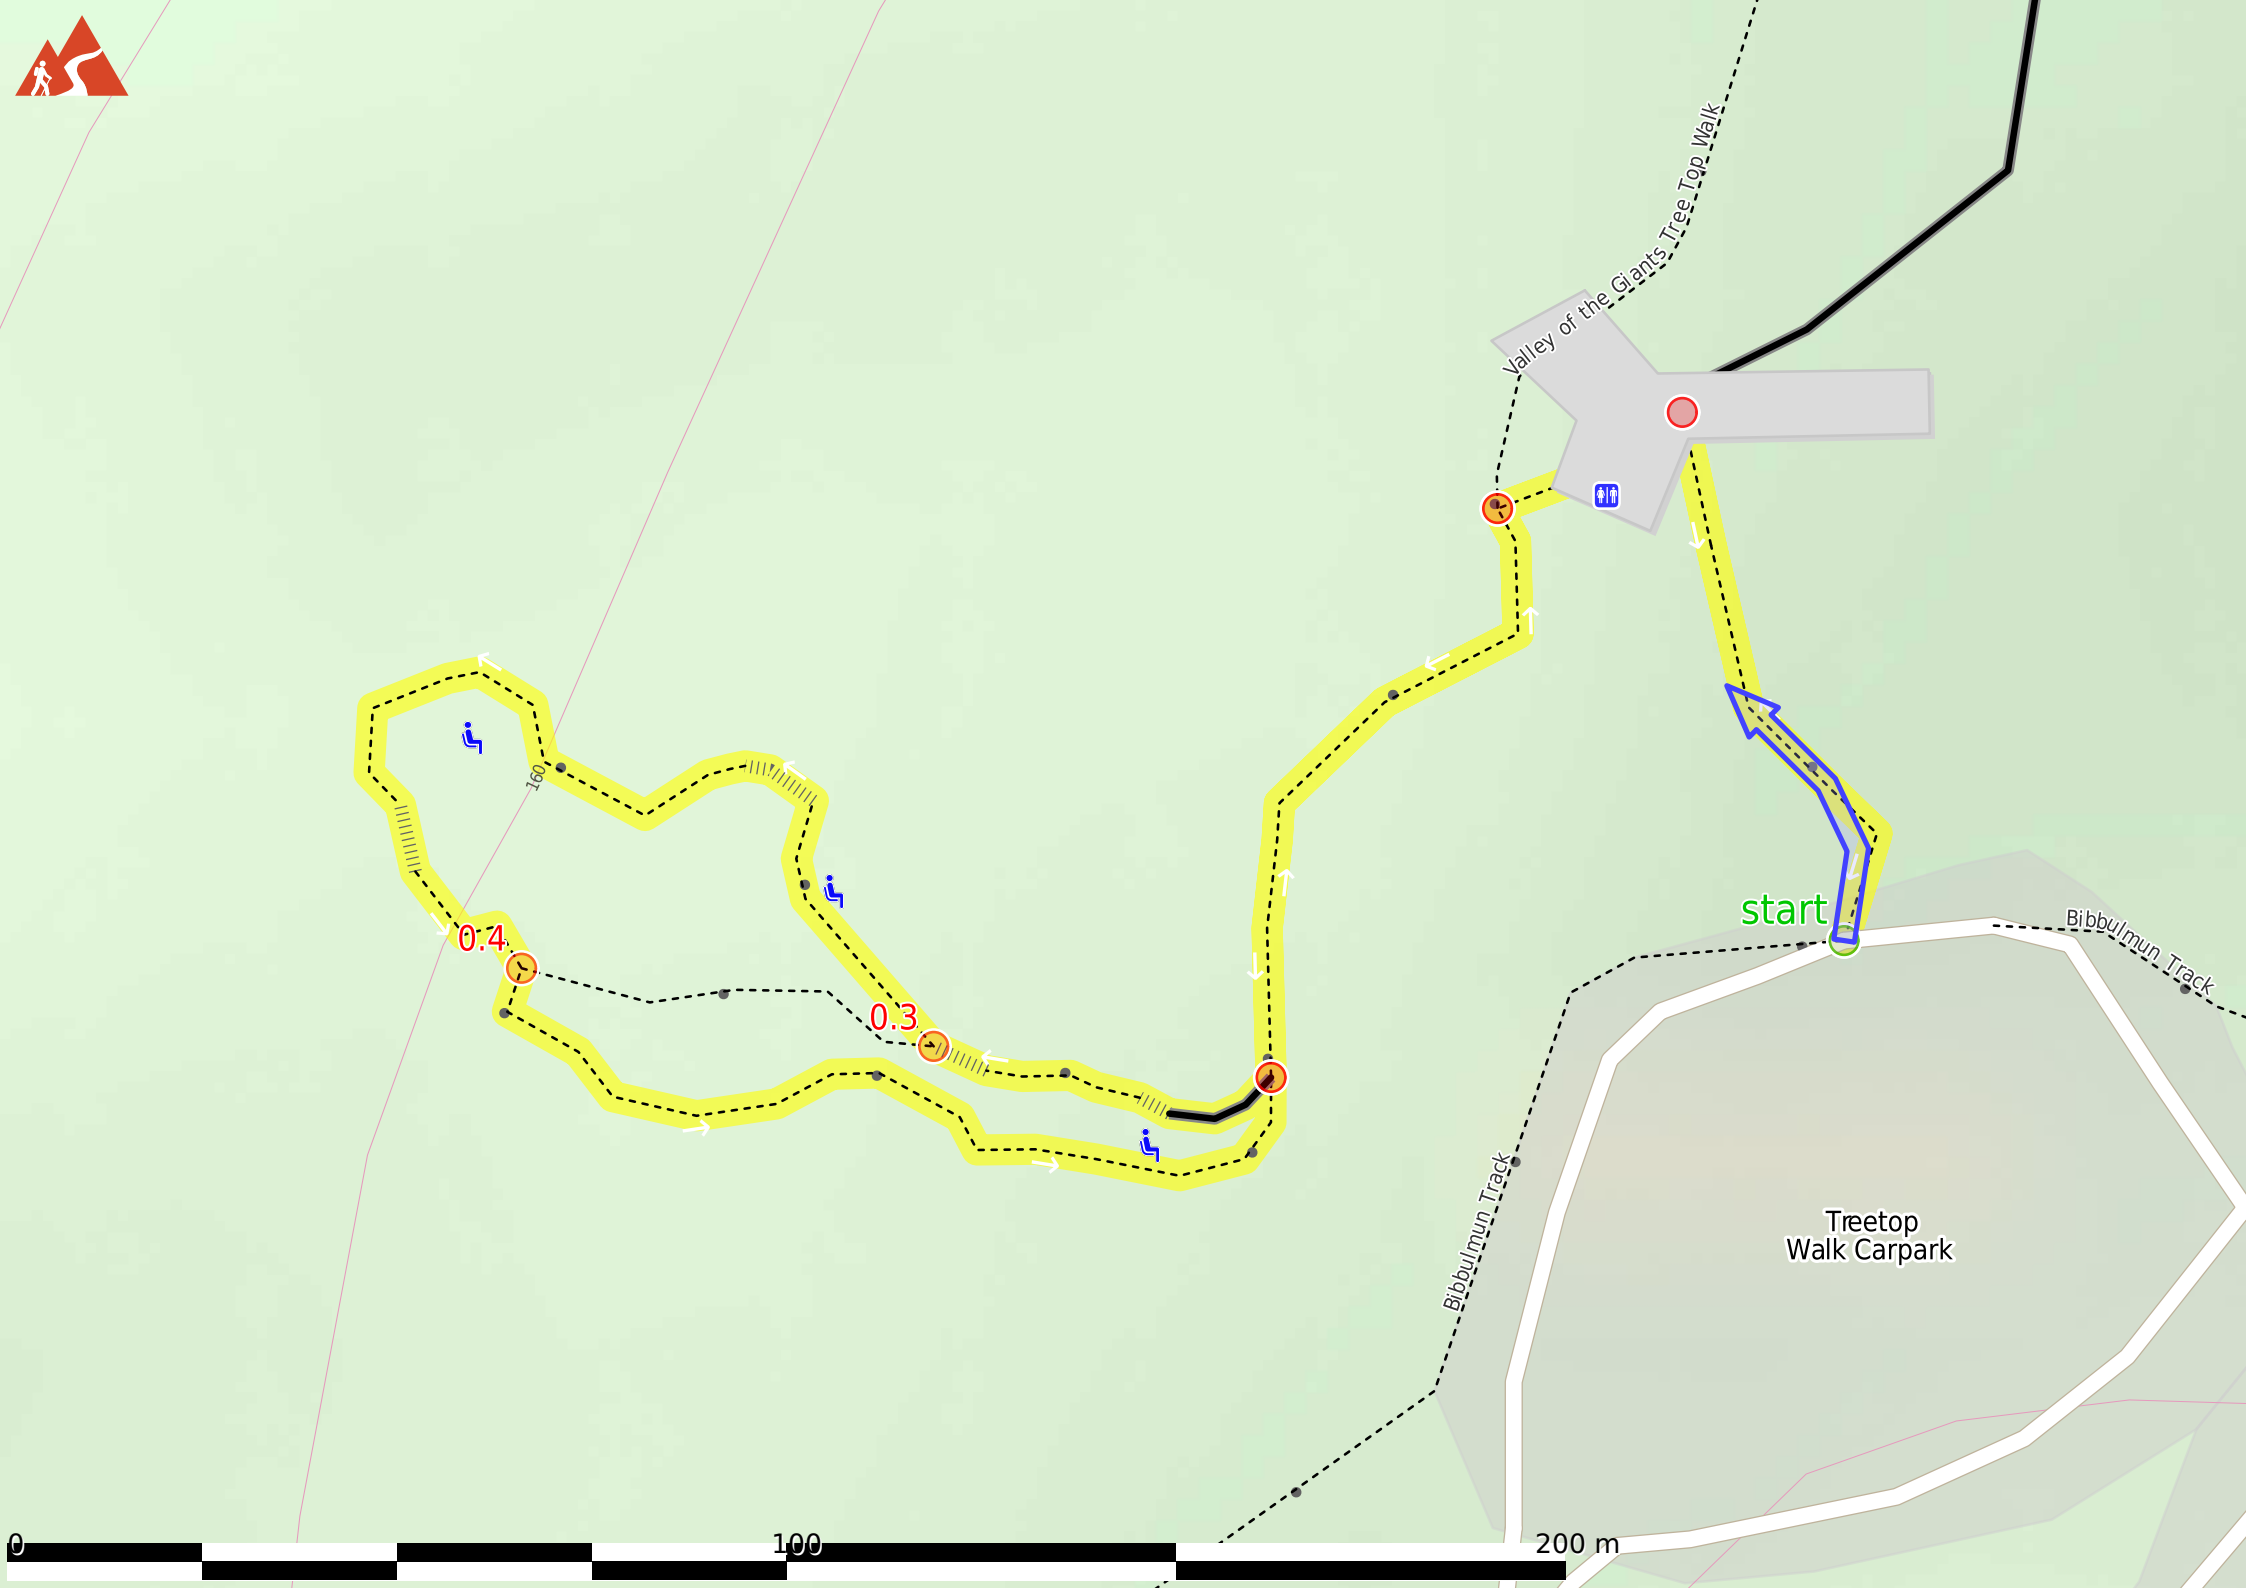 Valley of the Giants Tree Top Walk
160
start
0.4
Bibbulmun Track
0.3
Bibbulmun Track
Treetop
Walk Carpark
0
100
200 m